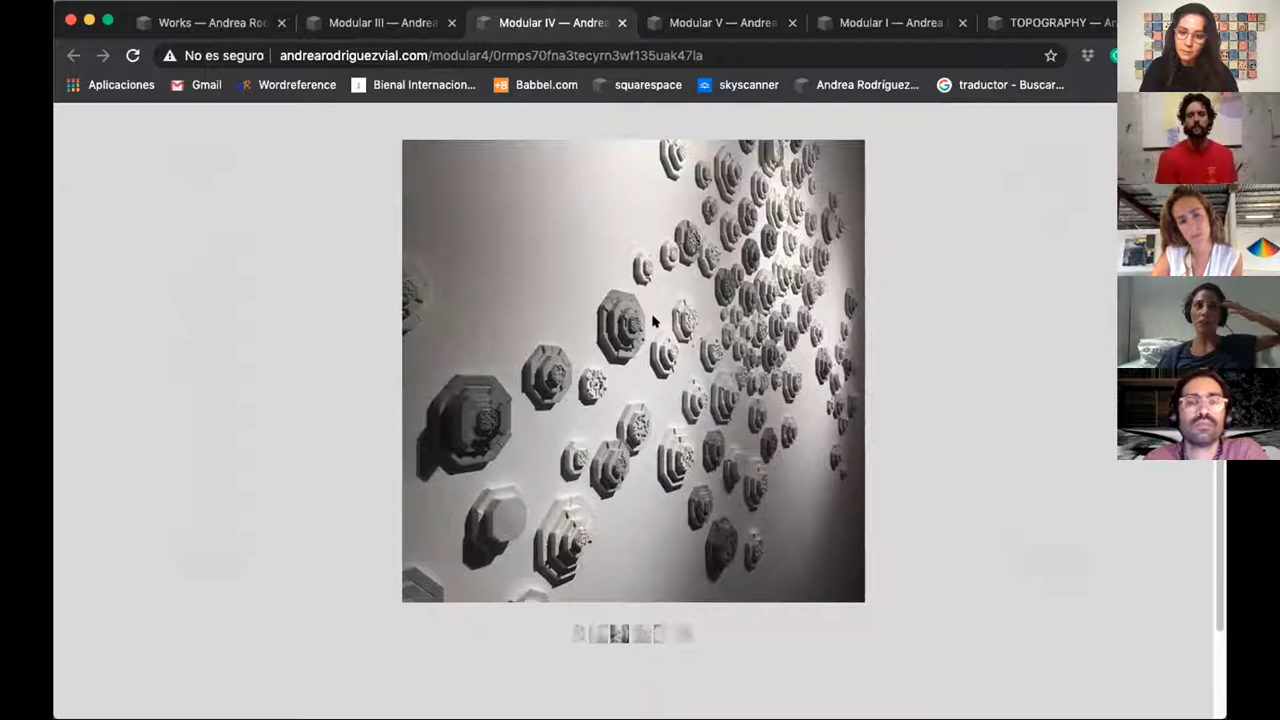 Works — Andrea Ro
Modular III — Andrea
Modular IV — Andre
Modular V — Andrea
Modular I — Andrea
TOPOGRAPHY — An
No es seguro
andrearodriguezvial.com/modular4/0rmps70fna3tecyrn3wf135uak47la
Aplicaciones
Gmail
Wordreference
Bienal Internacion...
Babbel.com
squarespace
skyscanner
Andrea Rodríguez...
traductor - Buscar...